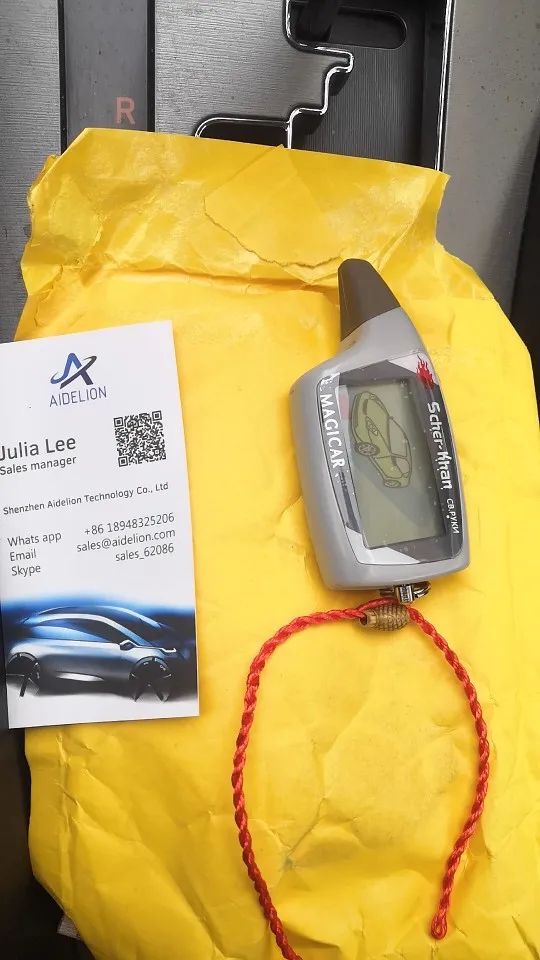 R
AIDELION
Julia Lee
Sales manager
Shenzhen Aidelion Technology Co., Ltd
Whats app +86 18948325206
Email sales@aidelion.com
Skype sales_62086
MAGICAR
Scher-Khan
СВ.РУКИ